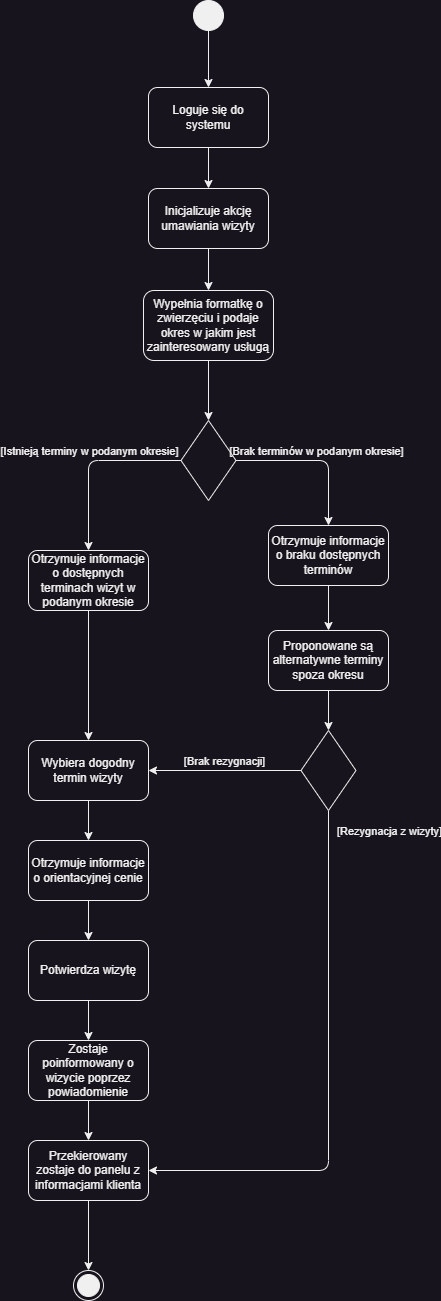 Loguje się do
systemu
Inicjalizuje akcję
umawiania wizyty
Wypełnia formatkę o
zwierzęciu i podaje
okres w jakim jest
zainteresowany usługą
[Istnieją terminy w podanym okresie]
[Brak terminów w podanym okresie]
Otrzymuje informacje
o dostępnych
terminach wizyt w
podanym okresie
Otrzymuje informacje
o braku dostępnych
terminów
Proponowane są
alternatywne terminy
spoza okresu
Wybiera dogodny
termin wizyty
[Brak rezygnacji]
[Rezygnacja z wizyty]
Otrzymuje informacje
o orientacyjnej cenie
Potwierdza wizytę
Zostaje
poinformowany o
wizycie poprzez
powiadomienie
Przekierowany
zostaje do panelu z
informacjami klienta